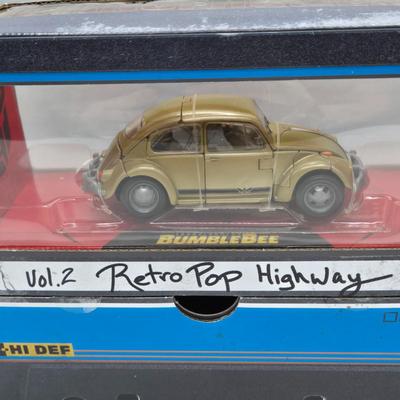 BUMBLEBEE
Vol.2 Retro Pop Highway
HI DEF